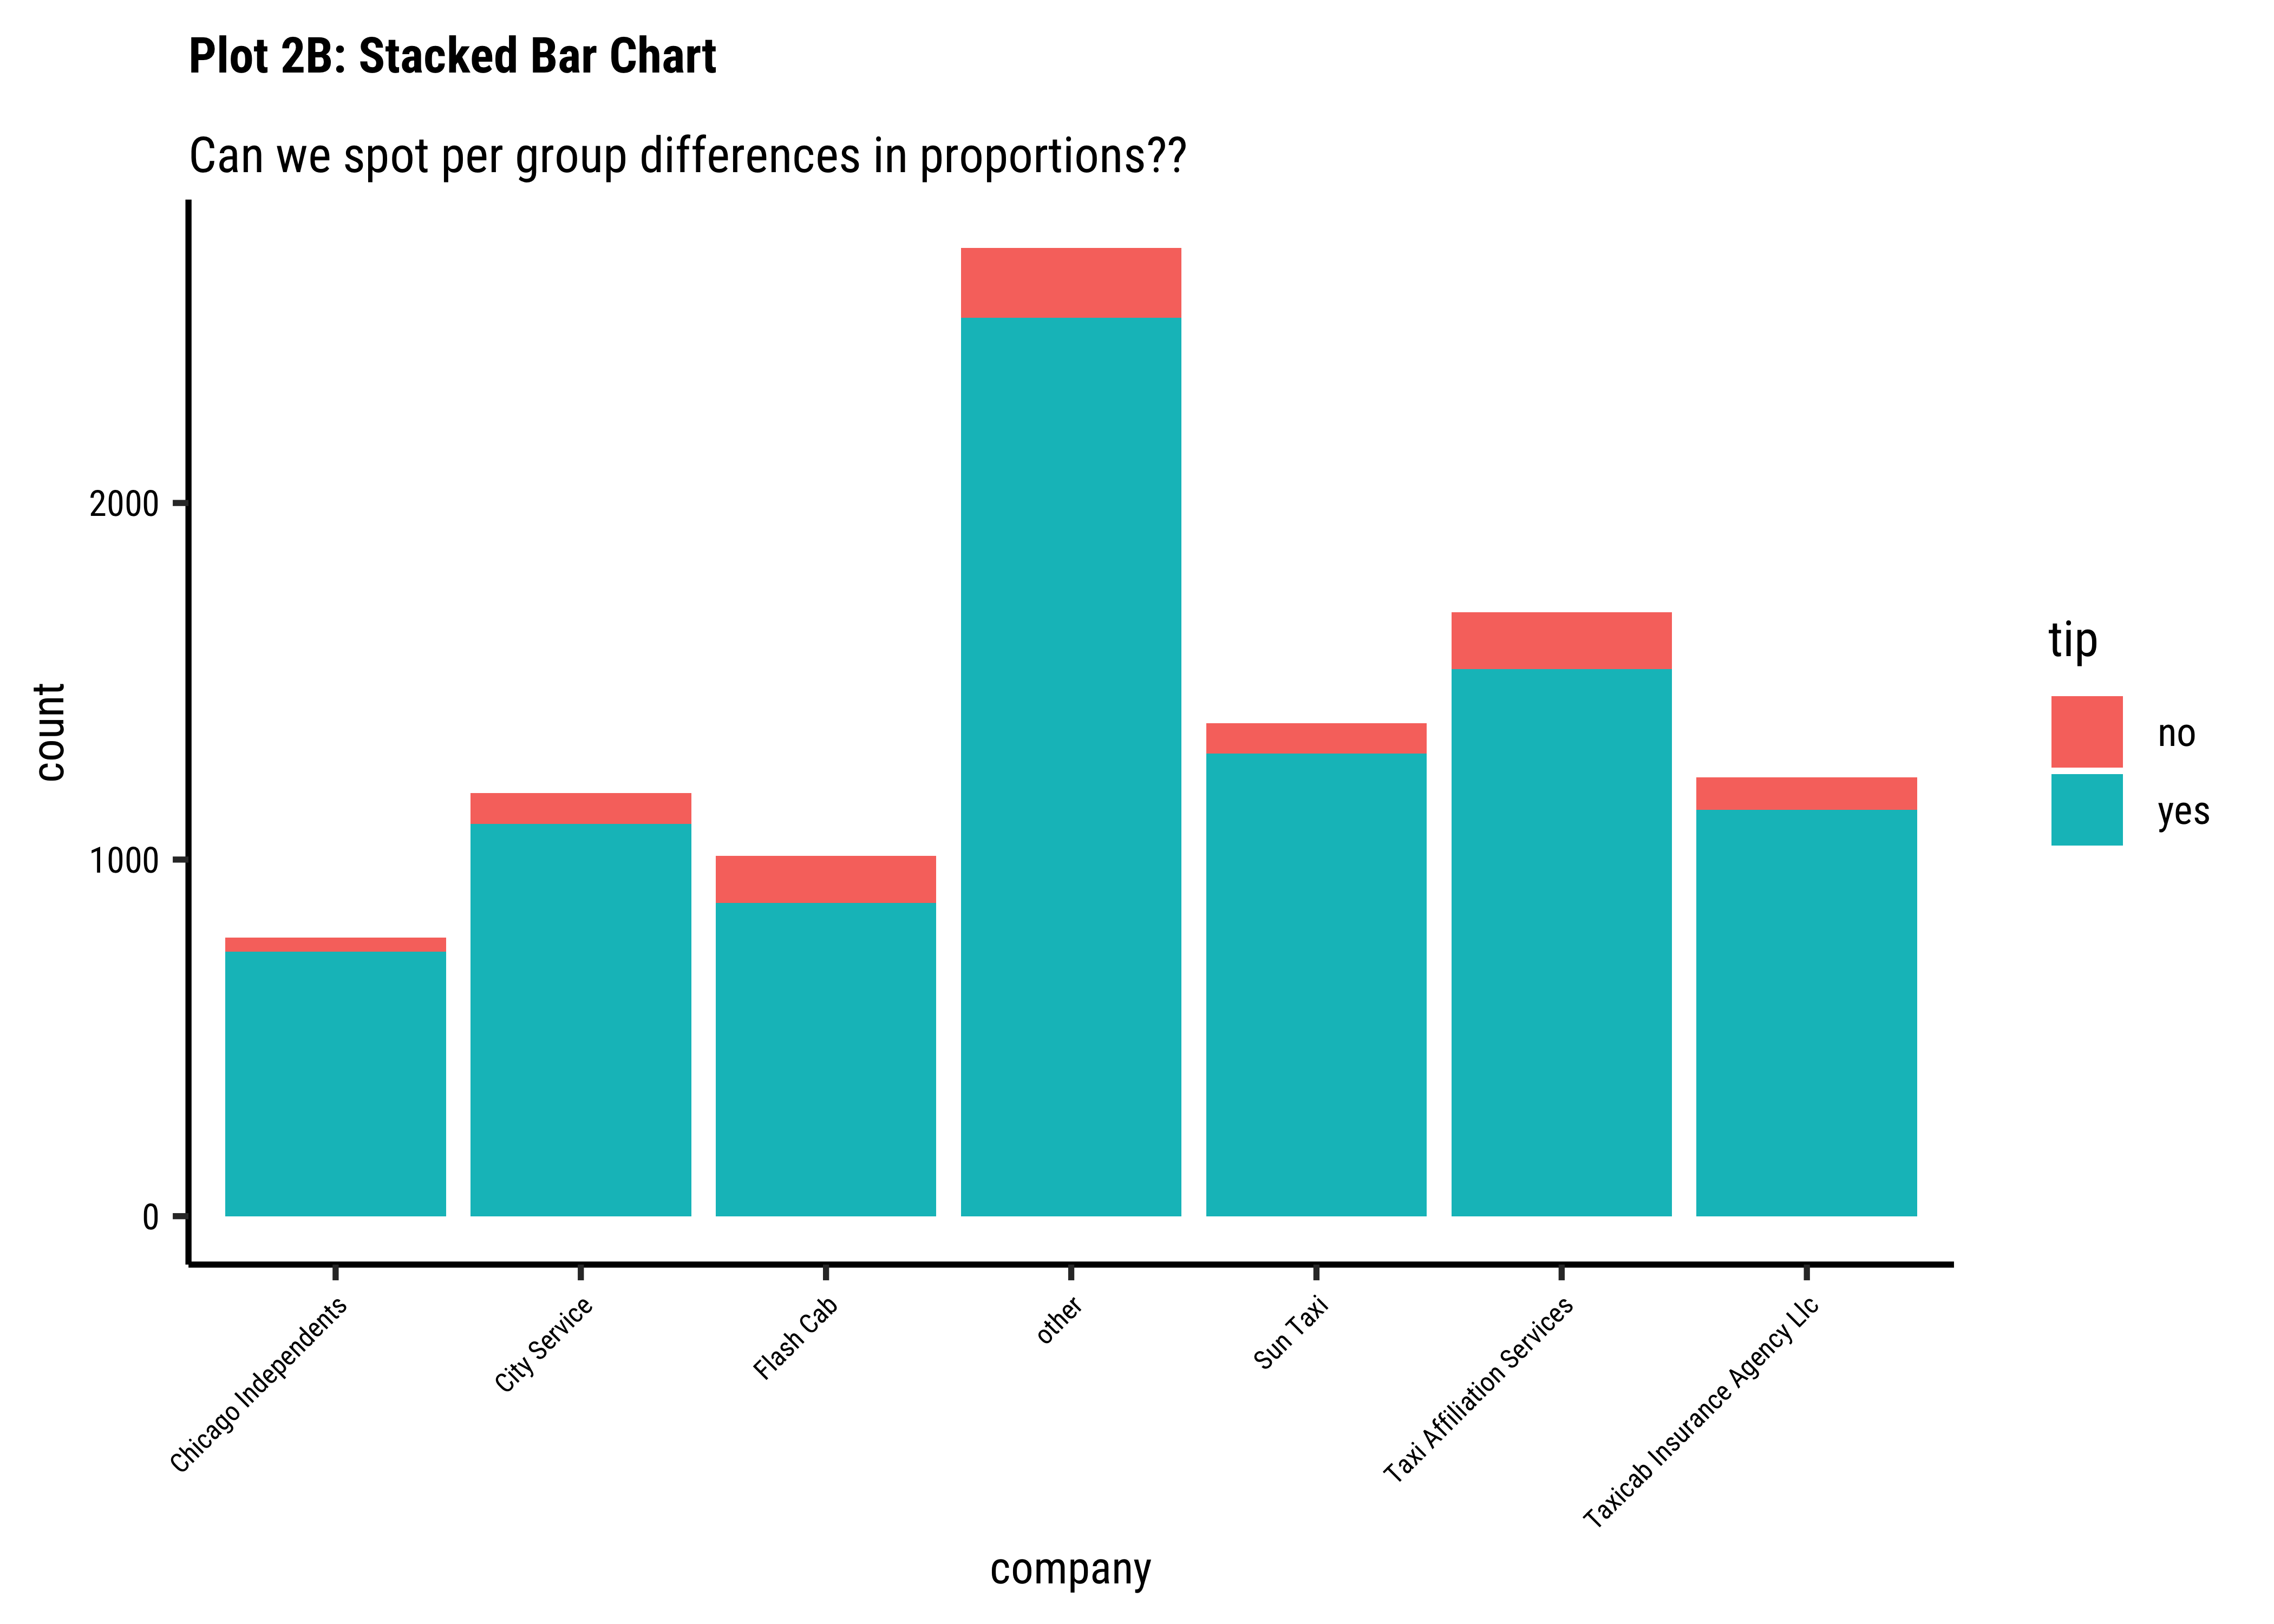 Plot 2B: Stacked Bar Chart
Can we spot per group differences in proportions??
count
2000
1000
0
Chicago Independents
City Service
Flash Cab
other
Sun Taxi
Taxi Affiliation Services
Taxicab Insurance Agency Llc
company
tip
no
yes